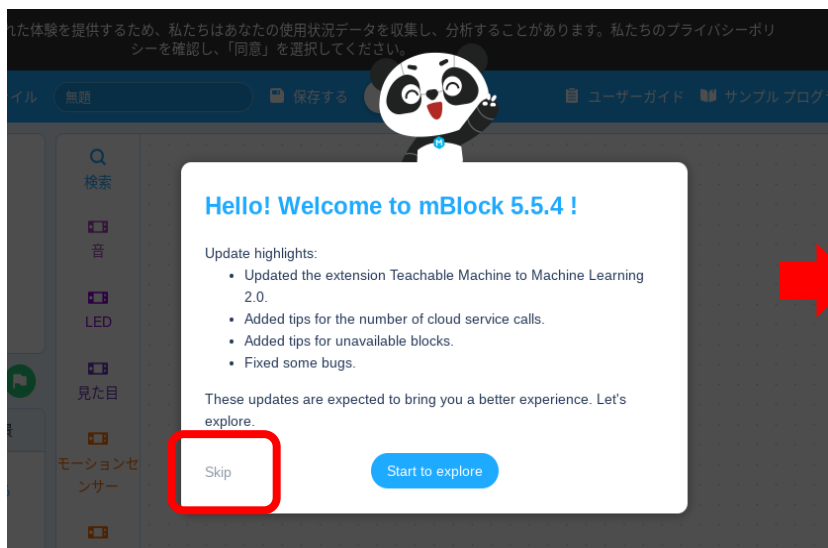 れた体験を提供するため、私たちはあなたの使用状況データを収集し、分析することがあります。私たちのプライバシーポリ
シーを確認し、「同意」を選択してください。
イル
無題
保存する
ユーザーガイド
サンプル プログ
検索
音
LED
見た目
モーションセ
ンサー
Hello! Welcome to mBlock 5.5.4 !
Update highlights:
• Updated the extension Teachable Machine to Machine Learning
2.0.
• Added tips for the number of cloud service calls.
• Added tips for unavailable blocks.
• Fixed some bugs.
These updates are expected to bring you a better experience. Let's
explore.
Skip
Start to explore
M